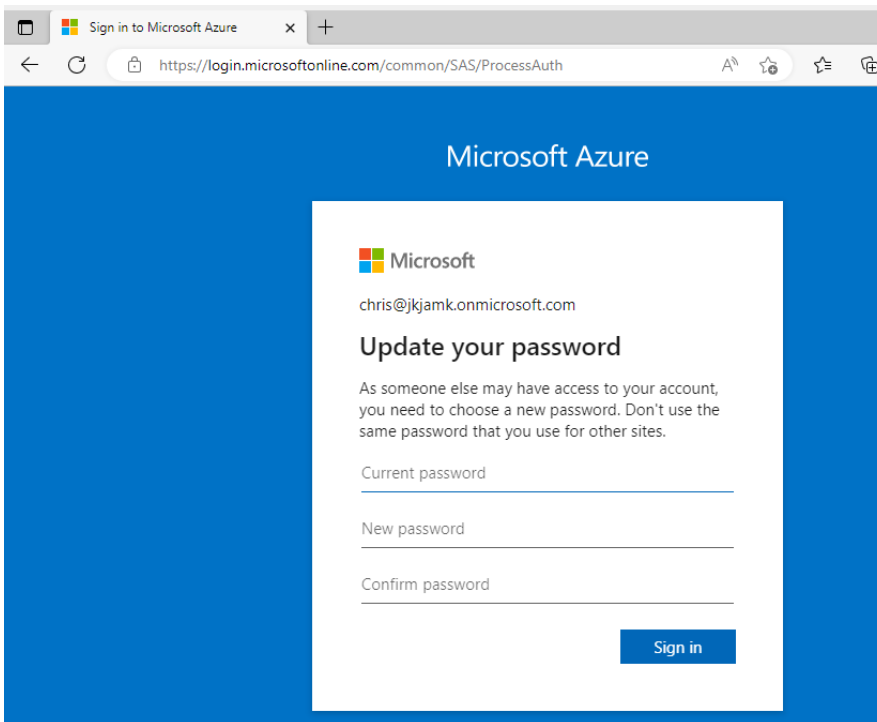 Sign in to Microsoft Azure
https://login.microsoftonline.com/common/SAS/ProcessAuth
Microsoft Azure
Microsoft
chris@jkjamk.onmicrosoft.com
Update your password
As someone else may have access to your account,
you need to choose a new password. Don't use the
same password that you use for other sites.
Current password
New password
Confirm password
Sign in